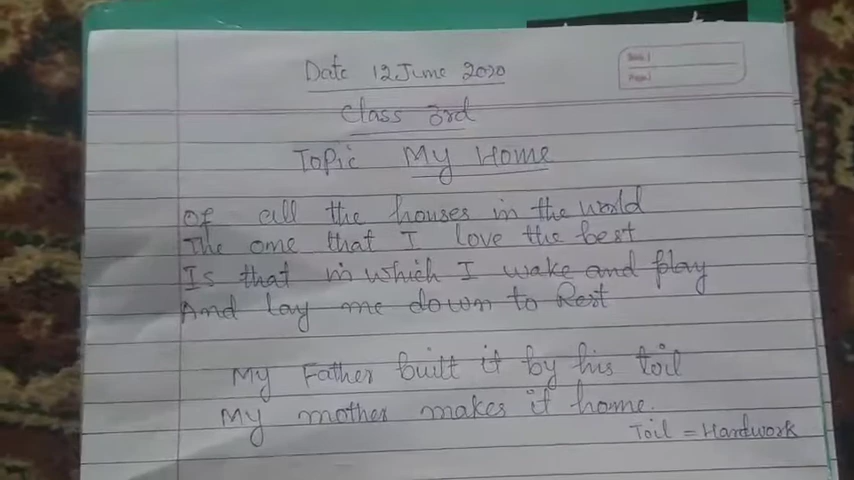 Date 12 June 2020
Class 3rd
Topic My Home
Of all the houses in the world
The one that I love the best
Is that in which I wake and play
And lay me down to Rest
My Father built it by his toil
My mother makes it home.
Toil = Hardwork